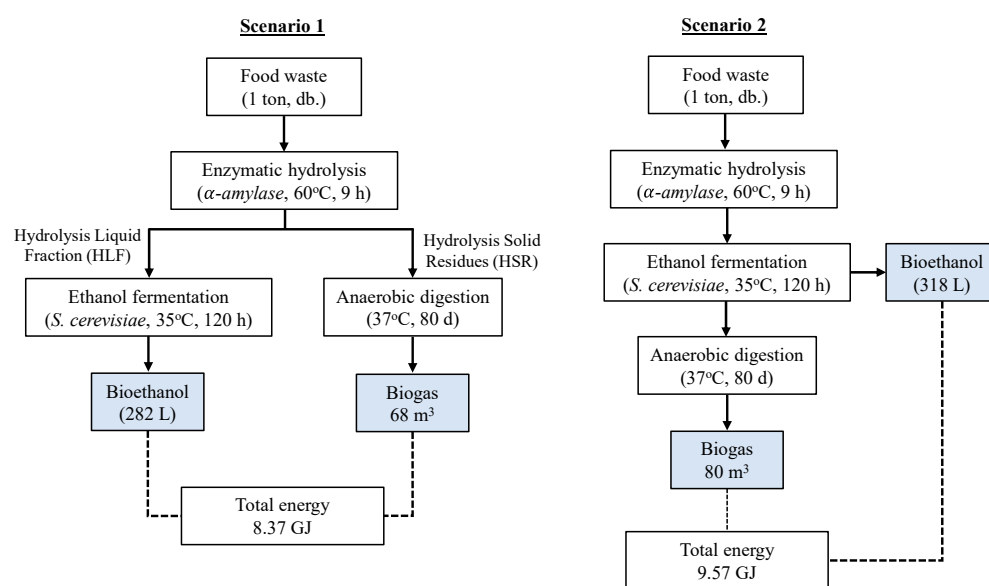 Scenario 1
Food waste
(1 ton, db.)
Enzymatic hydrolysis
(α-amylase, 60°C, 9 h)
Hydrolysis Liquid
Fraction (HLF)
Hydrolysis Solid
Residues (HSR)
Ethanol fermentation
(S. cerevisiae, 35°C, 120 h)
Anaerobic digestion
(37°C, 80 d)
Bioethanol
(282 L)
Biogas
68 m³
Total energy
8.37 GJ
Scenario 2
Food waste
(1 ton, db.)
Enzymatic hydrolysis
(α-amylase, 60°C, 9 h)
Ethanol fermentation
(S. cerevisiae, 35°C, 120 h)
Bioethanol
(318 L)
Anaerobic digestion
(37°C, 80 d)
Biogas
80 m³
Total energy
9.57 GJ